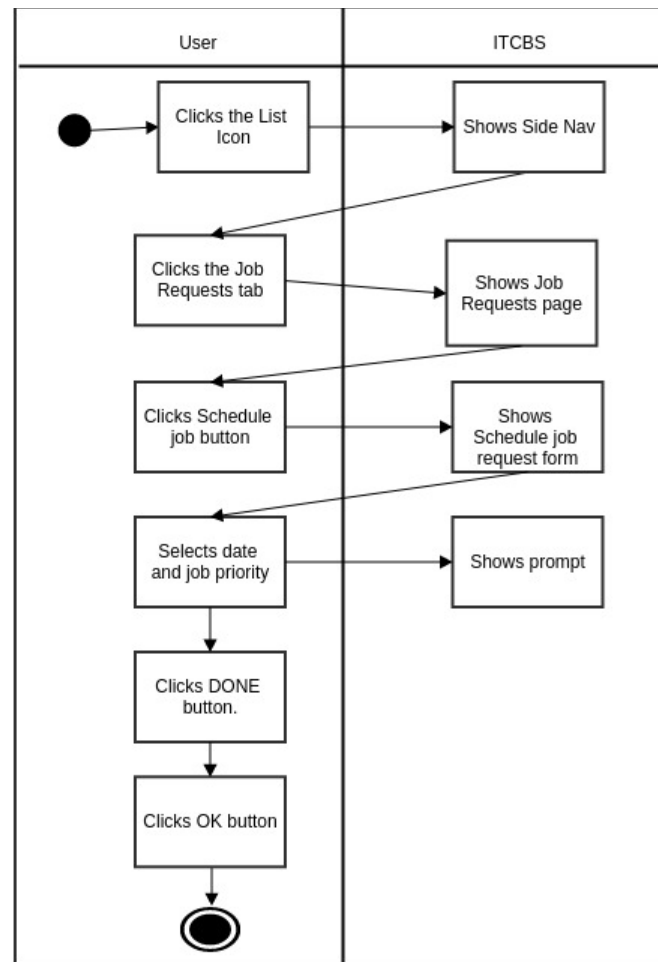 User
ITCBS
Clicks the List
Icon
Shows Side Nav
Clicks the Job
Requests tab
Shows Job
Requests page
Clicks Schedule
job button
Shows
Schedule job
request form
Selects date
and job priority
Shows prompt
Clicks DONE
button.
Clicks OK button